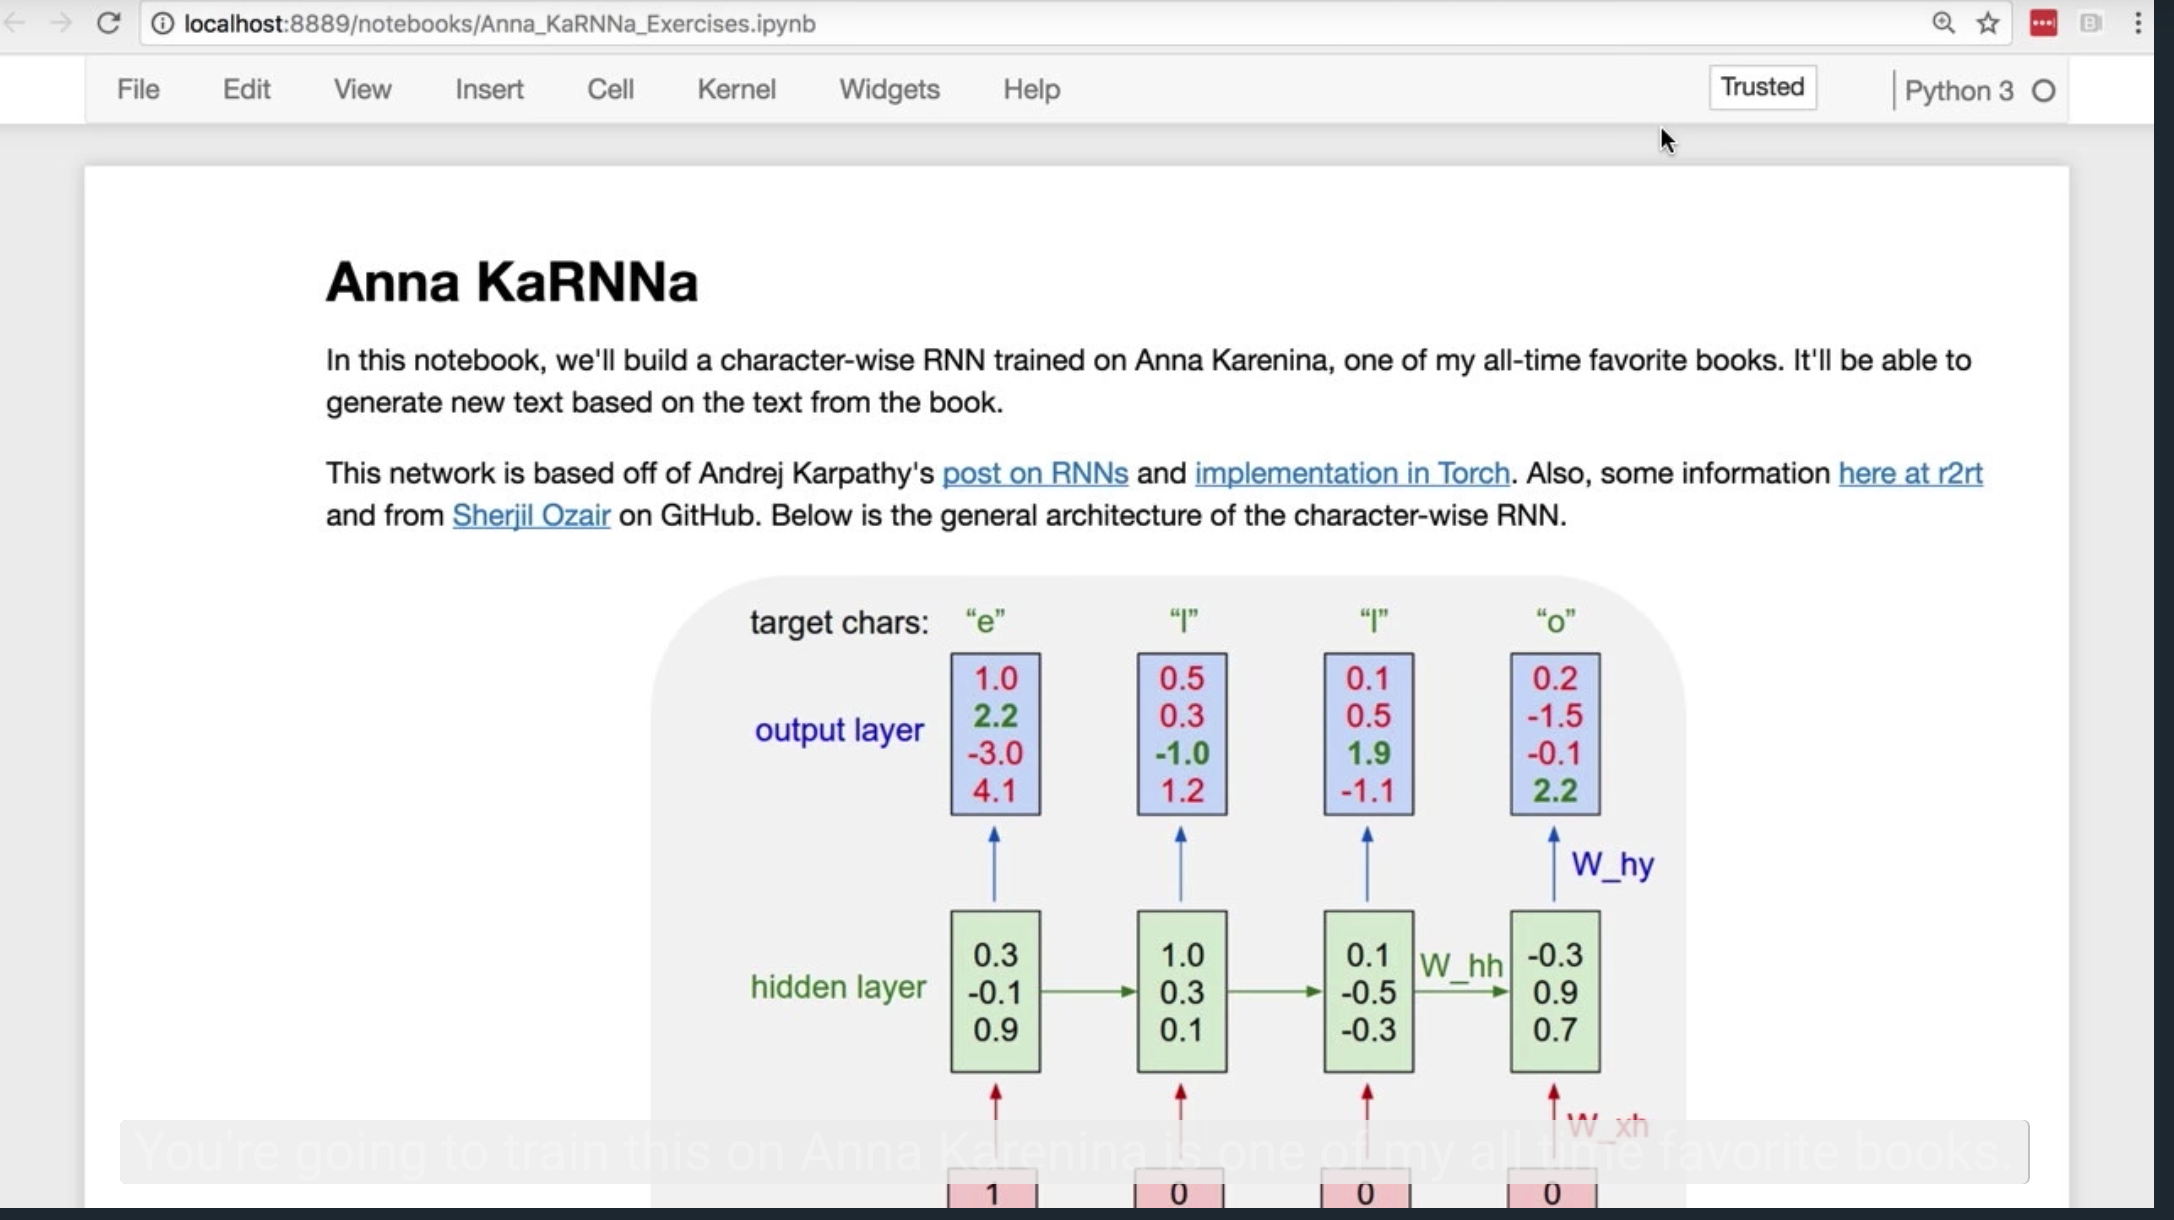 localhost:8889/notebooks/Anna_KaRNNa_Exercises.ipynb
File Edit View Insert Cell Kernel Widgets Help Trusted Python 3
Anna KaRNNa
In this notebook, we'll build a character-wise RNN trained on Anna Karenina, one of my all-time favorite books. It'll be able to
generate new text based on the text from the book.
This network is based off of Andrej Karpathy's post on RNNs and implementation in Torch. Also, some information here at r2rt
and from Sherjil Ozair on GitHub. Below is the general architecture of the character-wise RNN.
target chars: “e” “l” “l” “o”
1.0 0.5 0.1 0.2
2.2 0.3 0.5 -1.5
output layer
-3.0 -1.0 1.9 -0.1
4.1 1.2 -1.1 2.2
W_hy
0.3 1.0 0.1 W_hh -0.3
hidden layer -0.1 0.3 -0.5 0.9
0.9 0.1 -0.3 0.7
W_xh
You're going to train this on Anna Karenina is one of my all time favorite books.
1 0 0 0